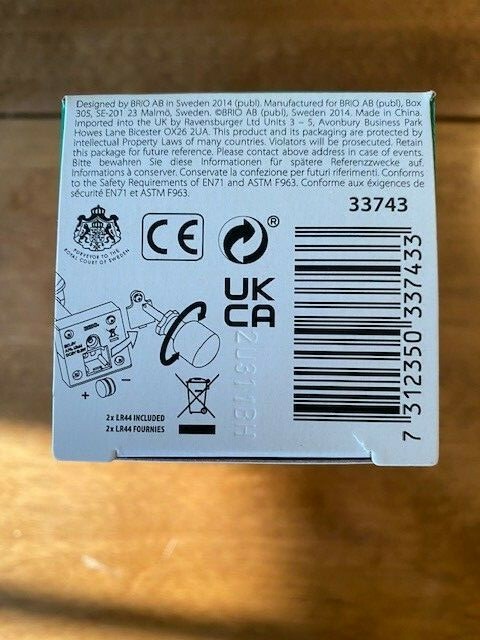 Designed by BRIO AB in Sweden 2014 (publ). Manufactured for BRIO AB (publ), Box
305, SE-201 23 Malmö, Sweden. ©BRIO AB (publ), Sweden 2014. Made in China.
Imported into the UK by Ravensburger Ltd Units 3 – 5, Avonbury Business Park
Howes Lane Bicester OX26 2UA. This product and its packaging are protected by
Intellectual Property Laws of many countries. Violators will be prosecuted. Retain
this package for future reference. Please contact above address in case of events.
Bitte bewahren Sie diese Informationen für spätere Referenzzwecke auf.
Informations à conserver. Conservate la confezione per futuri riferimenti. Conforms
to the Safety Requirements of EN71 and ASTM F963. Conforme aux éxigences de
sécurité EN71 et ASTM F963.
33743
PURVEYOR TO THE
ROYAL COURT OF SWEDEN
CE
®
UK
CA
+ –
2x LR44 INCLUDED
2x LR44 FOURNIES
7 312350 337433